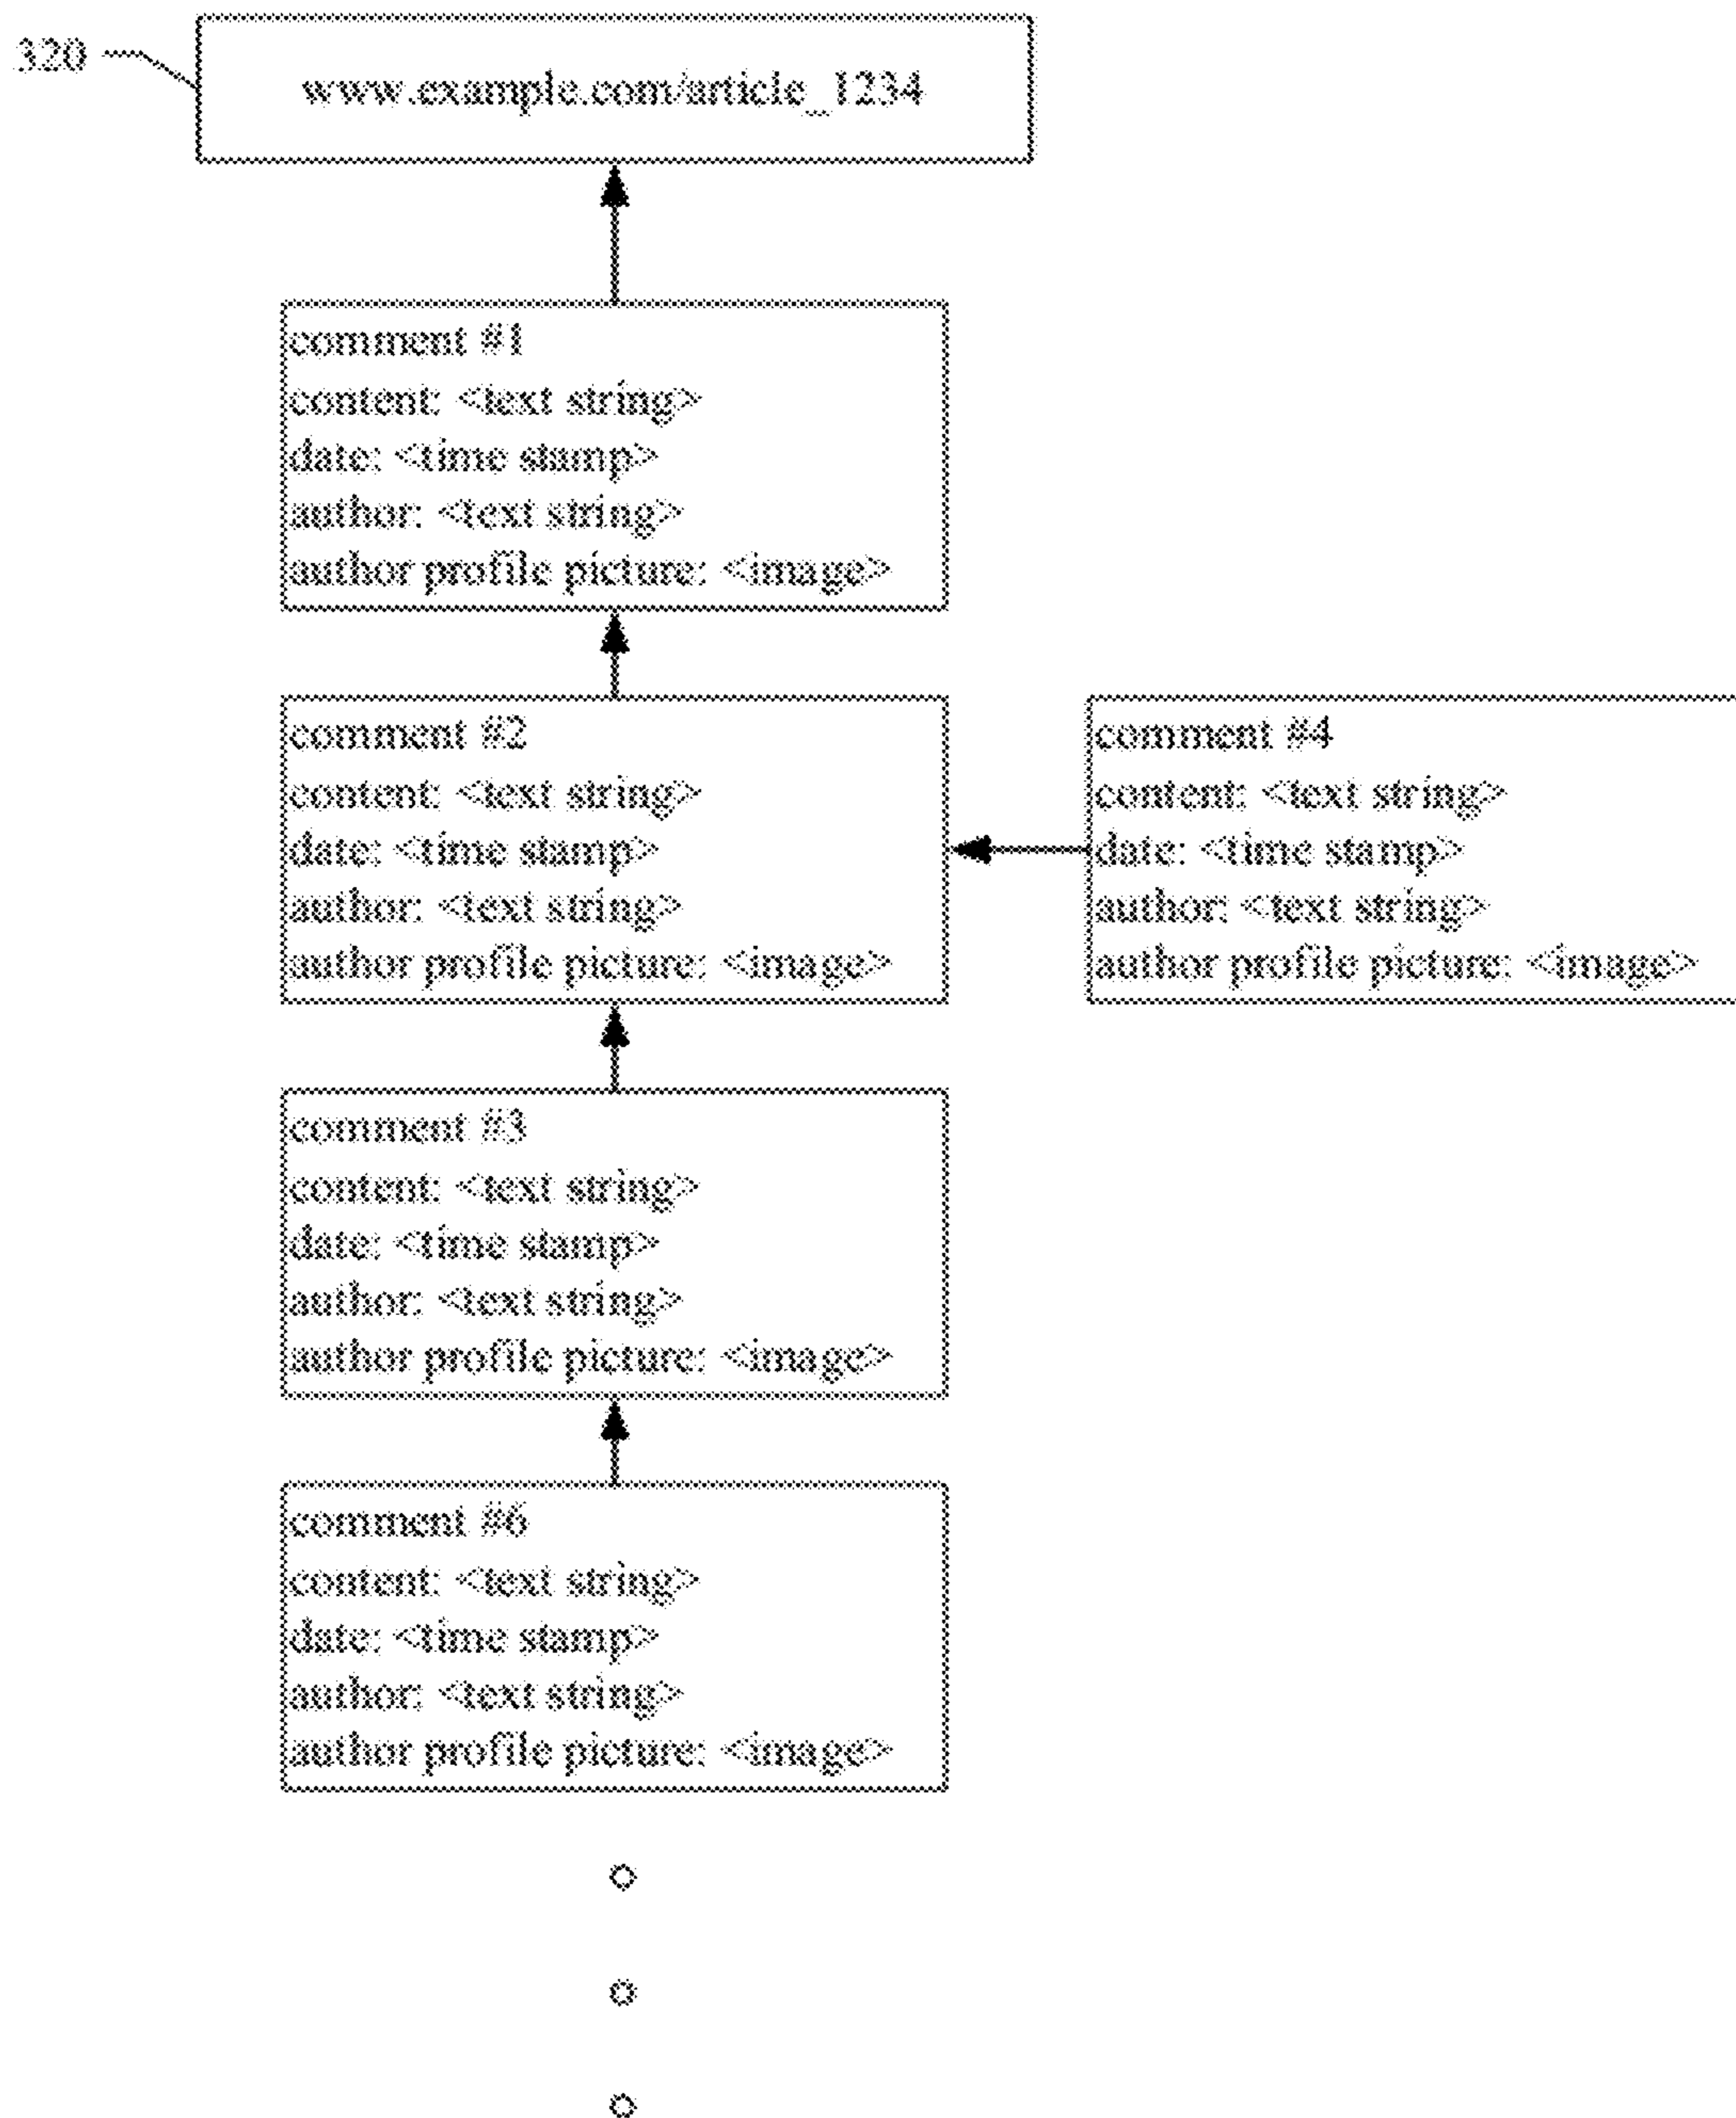 320
www.example.com/article_1234
comment #1
content: <text string>
date: <time stamp>
author: <text string>
author profile picture: <image>
comment #2
content: <text string>
date: <time stamp>
author: <text string>
author profile picture: <image>
comment #4
content: <text string>
date: <time stamp>
author: <text string>
author profile picture: <image>
comment #3
content: <text string>
date: <time stamp>
author: <text string>
author profile picture: <image>
comment #6
content: <text string>
date: <time stamp>
author: <text string>
author profile picture: <image>